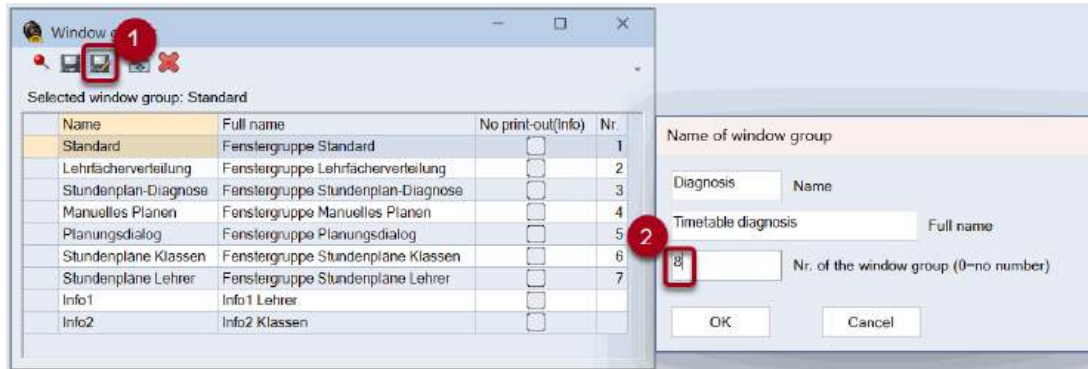 Window g
1
Selected window group: Standard
Name Full name No print-out(Info) Nr.
Standard Fenstergruppe Standard 1
Lehrfächerverteilung Fenstergruppe Lehrfächerverteilung 2
Stundenplan-Diagnose Fenstergruppe Stundenplan-Diagnose 3
Manuelles Planen Fenstergruppe Manuelles Planen 4
Planungsdialog Fenstergruppe Planungsdialog 5
Stundenpläne Klassen Fenstergruppe Stundenpläne Klassen 6
Stundenpläne Lehrer Fenstergruppe Stundenpläne Lehrer 7
Info1 Info1 Lehrer
Info2 Info2 Klassen
Name of window group
Diagnosis Name
Timetable diagnosis Full name
2
8 Nr. of the window group (0=no number)
OK Cancel